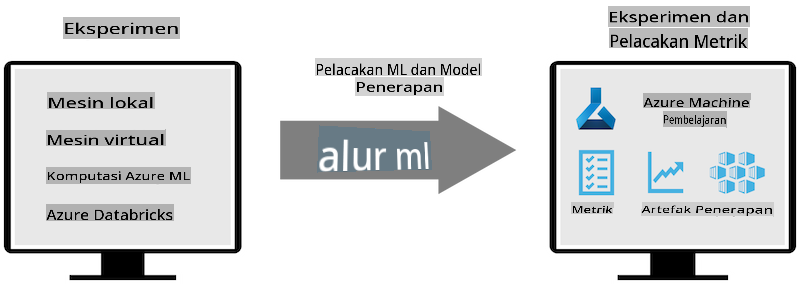 Eksperimen
Mesin lokal
Mesin virtual
Komputasi Azure ML
Azure Databricks
Pelacakan ML dan Model
Penerapan
alur ml
Eksperimen dan
Pelacakan Metrik
Azure Machine
Pembelajaran
Metrik
Artefak Penerapan